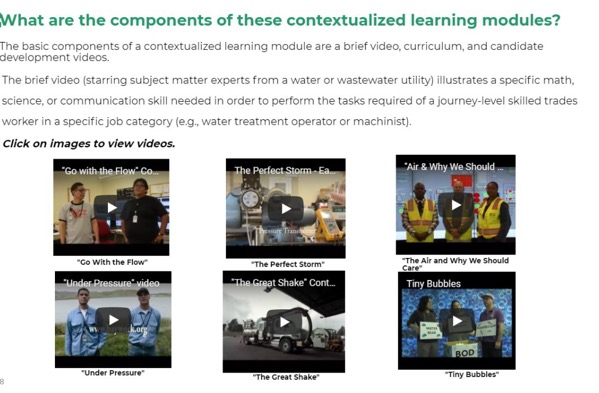 What are the components of these contextualized learning modules?
The basic components of a contextualized learning module are a brief video, curriculum, and candidate
development videos.
The brief video (starring subject matter experts from a water or wastewater utility) illustrates a specific math,
science, or communication skill needed in order to perform the tasks required of a journey-level skilled trades
worker in a specific job category (e.g., water treatment operator or machinist).
Click on images to view videos.
"Go with the Flow" Co...
The Perfect Storm - Ea...
Pressure Transmitter
"Air & Why We Should ...
"Go With the Flow"
"The Perfect Storm"
"The Air and Why We Should
Care"
"Under Pressure" video
"The Great Shake" Cont...
Tiny Bubbles
BOD
"Under Pressure"
"The Great Shake"
"Tiny Bubbles"
8